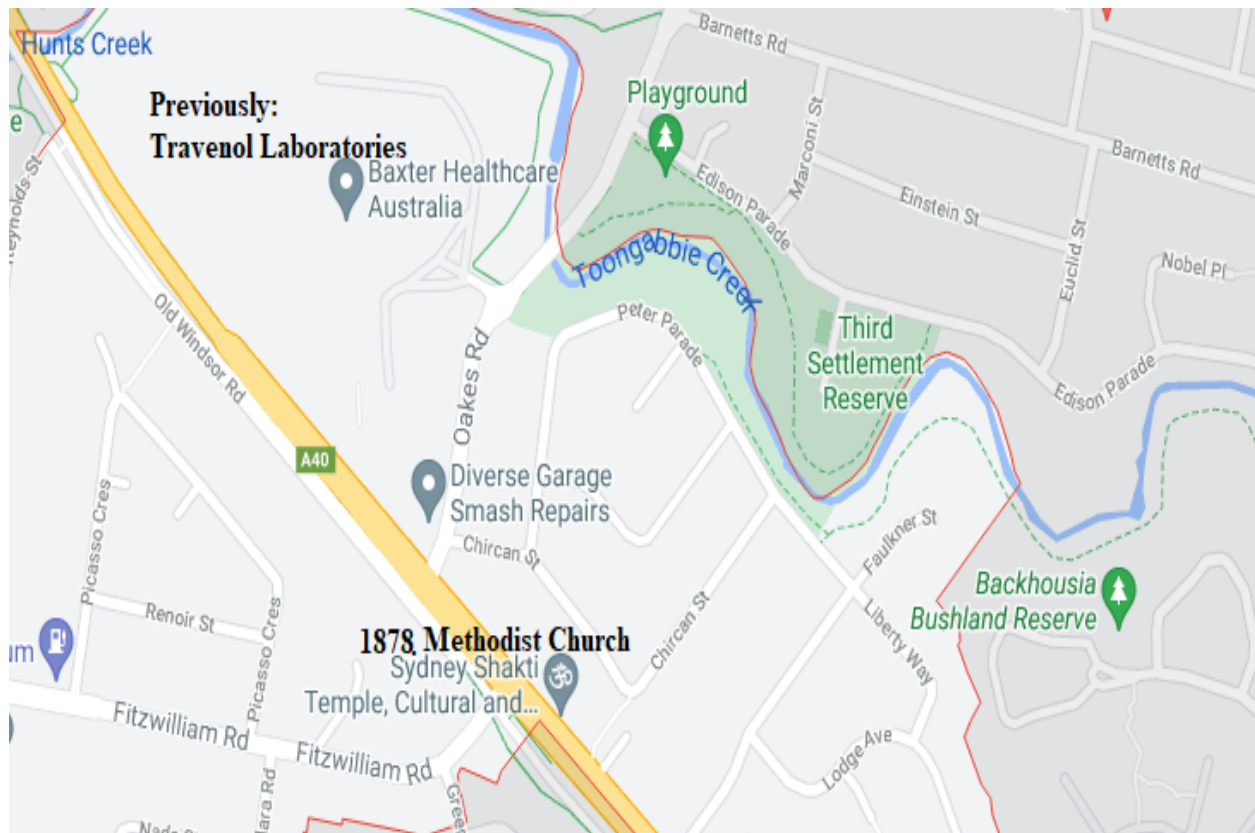 Hunts Creek
Previously:
Travenol Laboratories
Baxter Healthcare
Australia
Playground
Barnetts Rd
Barnetts Rd
Marconi St
Edison Parade
Einstein St
Euclid St
Nobel Pl
Toongabbie Creek
Peter Parade
Third
Settlement
Reserve
Edison Parade
Old Windsor Rd
Oakes Rd
A40
Diverse Garage
Smash Repairs
Chircan St
Picasso Cres
Renoir St
Picasso Cres
Faulkner St
Backhousia
Bushland Reserve
Liberty Way
Chircan St
1878 Methodist Church
Sydney Shakti
Temple, Cultural and...
Fitzwilliam Rd
Fitzwilliam Rd
Lodge Ave